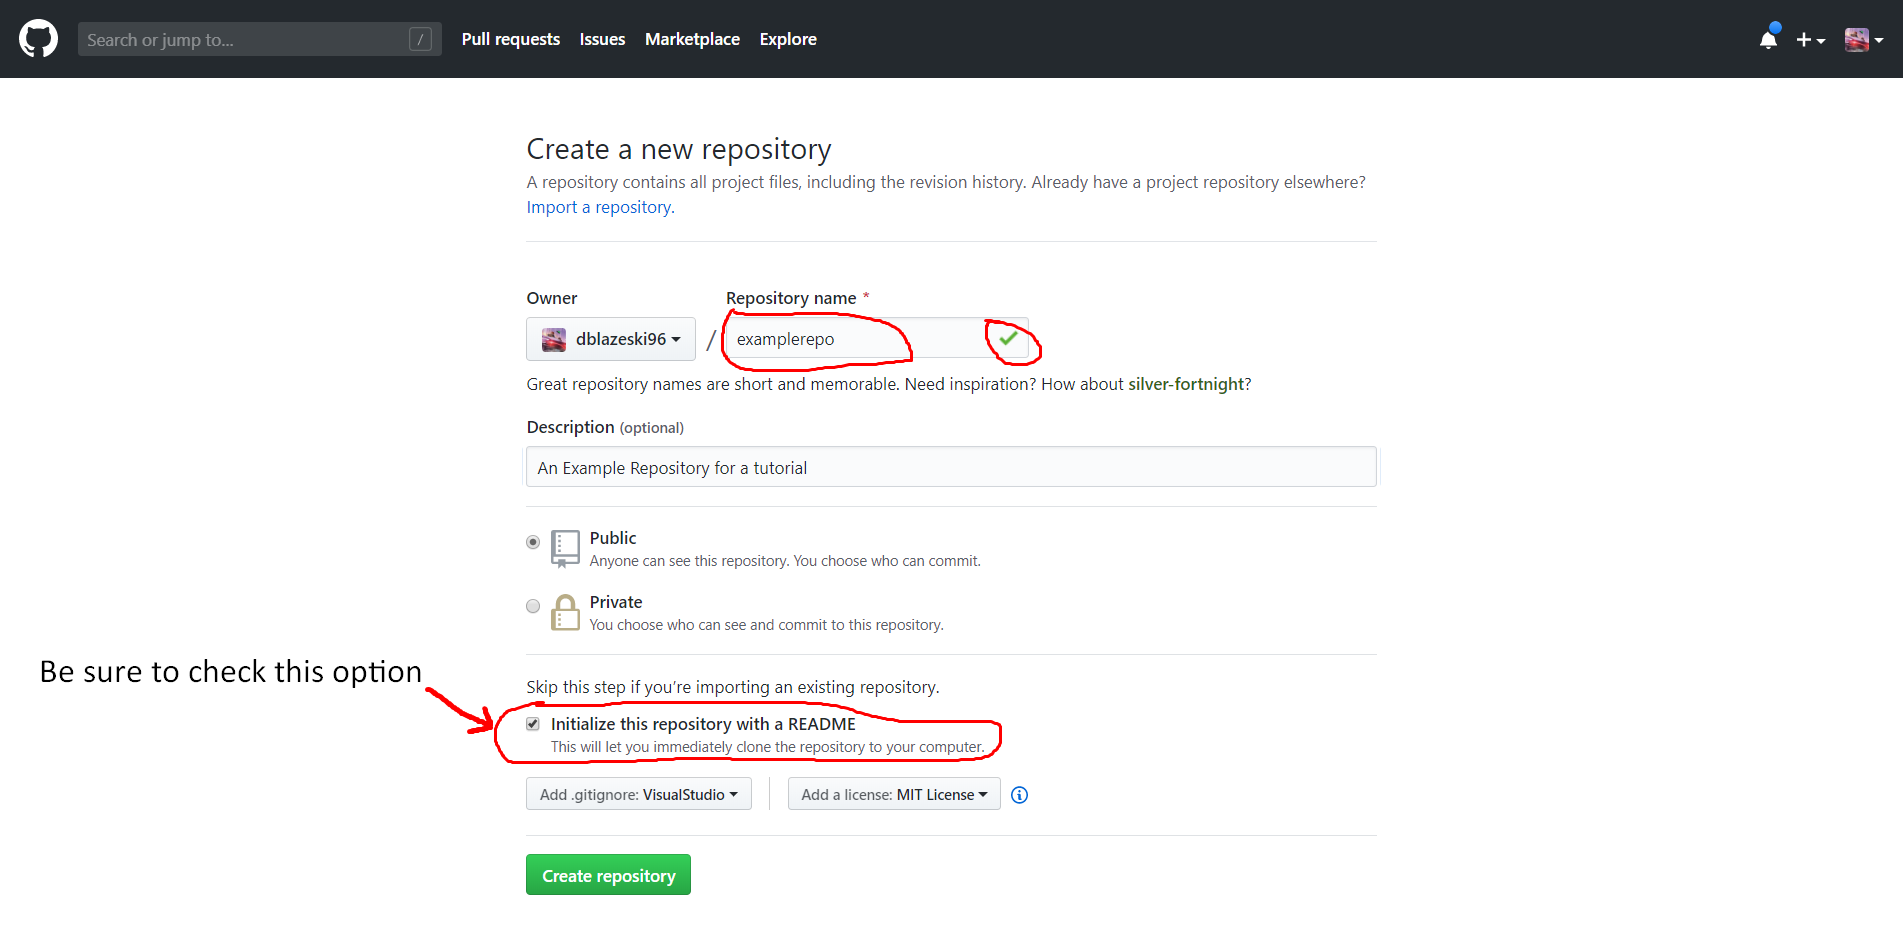 Search or jump to... /
Pull requests Issues Marketplace Explore
Create a new repository
A repository contains all project files, including the revision history. Already have a project repository elsewhere?
Import a repository.
Owner Repository name *
dblazeski96 / examplerepo
Great repository names are short and memorable. Need inspiration? How about silver-fortnight?
Description (optional)
An Example Repository for a tutorial
Public
Anyone can see this repository. You choose who can commit.
Private
You choose who can see and commit to this repository.
Be sure to check this option
Skip this step if you’re importing an existing repository.
Initialize this repository with a README
This will let you immediately clone the repository to your computer.
Add .gitignore: VisualStudio Add a license: MIT License
Create repository